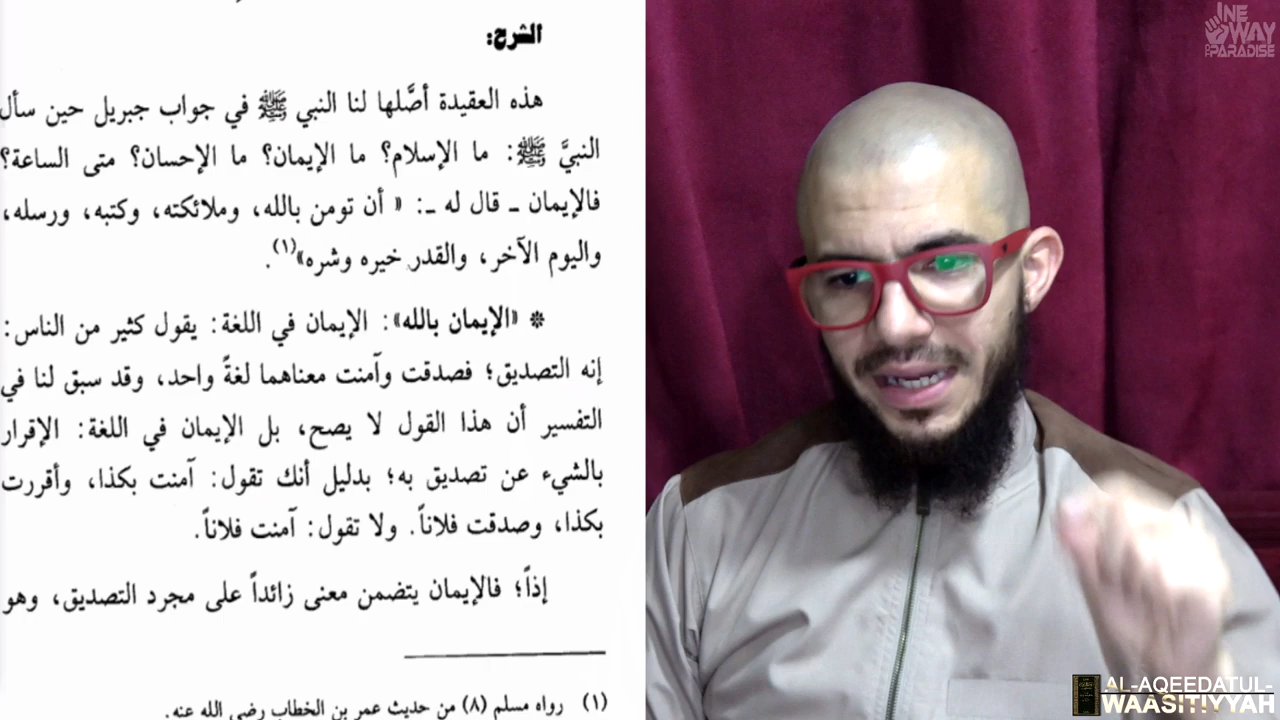 الشرح:
هذه العقيدة أصَّلها لنا النبي ﷺ في جواب جبريل حين سأل
النبيَّ ﷺ: ما الإسلام؟ ما الإيمان؟ ما الإحسان؟ متى الساعة؟
فالإيمان ـ قال له ـ: « أن تومن بالله، وملائكته، وكتبه، ورسله،
واليوم الآخر، والقدر خيره وشره»(١).
* «الإيمان بالله»: الإيمان في اللغة: يقول كثير من الناس:
إنه التصديق؛ فصدقت وآمنت معناهما لغةً واحد، وقد سبق لنا في
التفسير أن هذا القول لا يصح، بل الإيمان في اللغة: الإقرار
بالشيء عن تصديق به؛ بدليل أنك تقول: آمنت بكذا، وأقررت
بكذا، وصدقت فلاناً. ولا تقول: آمنت فلاناً.
إذاً؛ فالإيمان يتضمن معنى زائداً على مجرد التصديق، وهو
(١) رواه مسلم (٨) من حديث عمر بن الخطاب رضي الله عنه.
ONE
WAY
TO PARADISE
AL-AQEEDATUL-
WAASITIYYAH